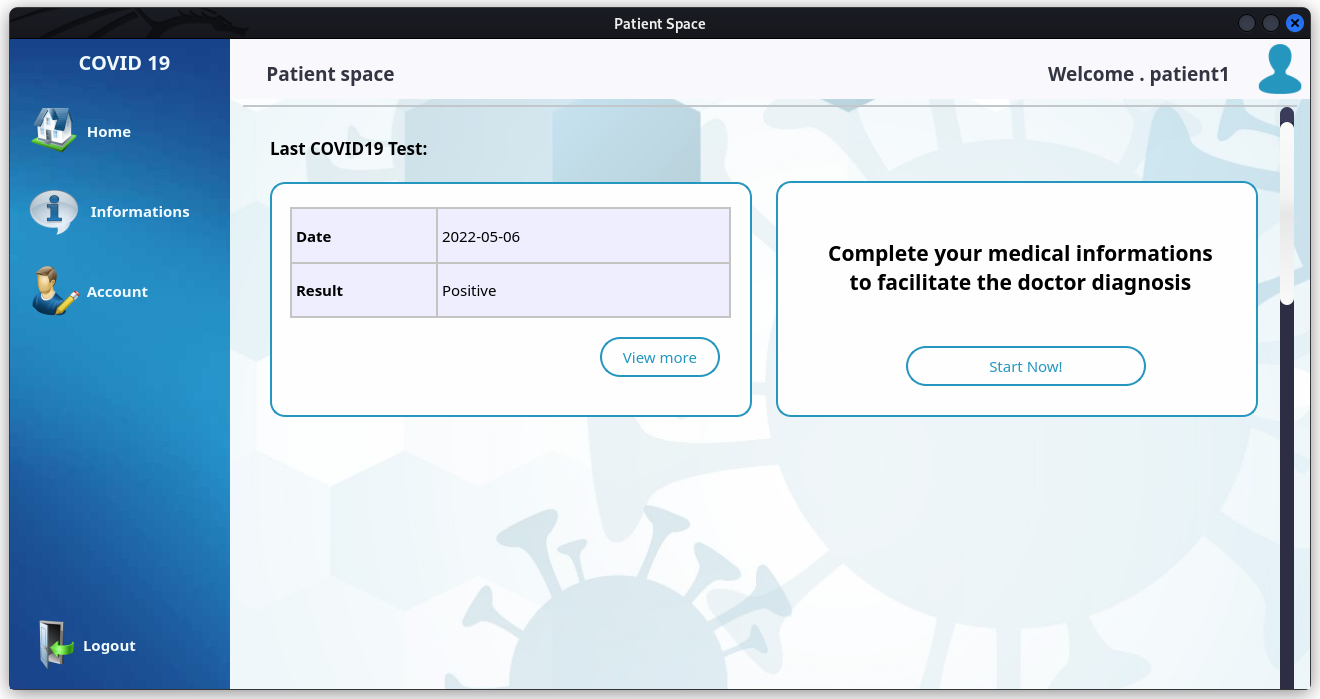 Patient Space
COVID 19
Home
Informations
Account
Logout
Patient space
Welcome . patient1
Last COVID19 Test:
Date 2022-05-06
Result Positive
View more
Complete your medical informations
to facilitate the doctor diagnosis
Start Now!